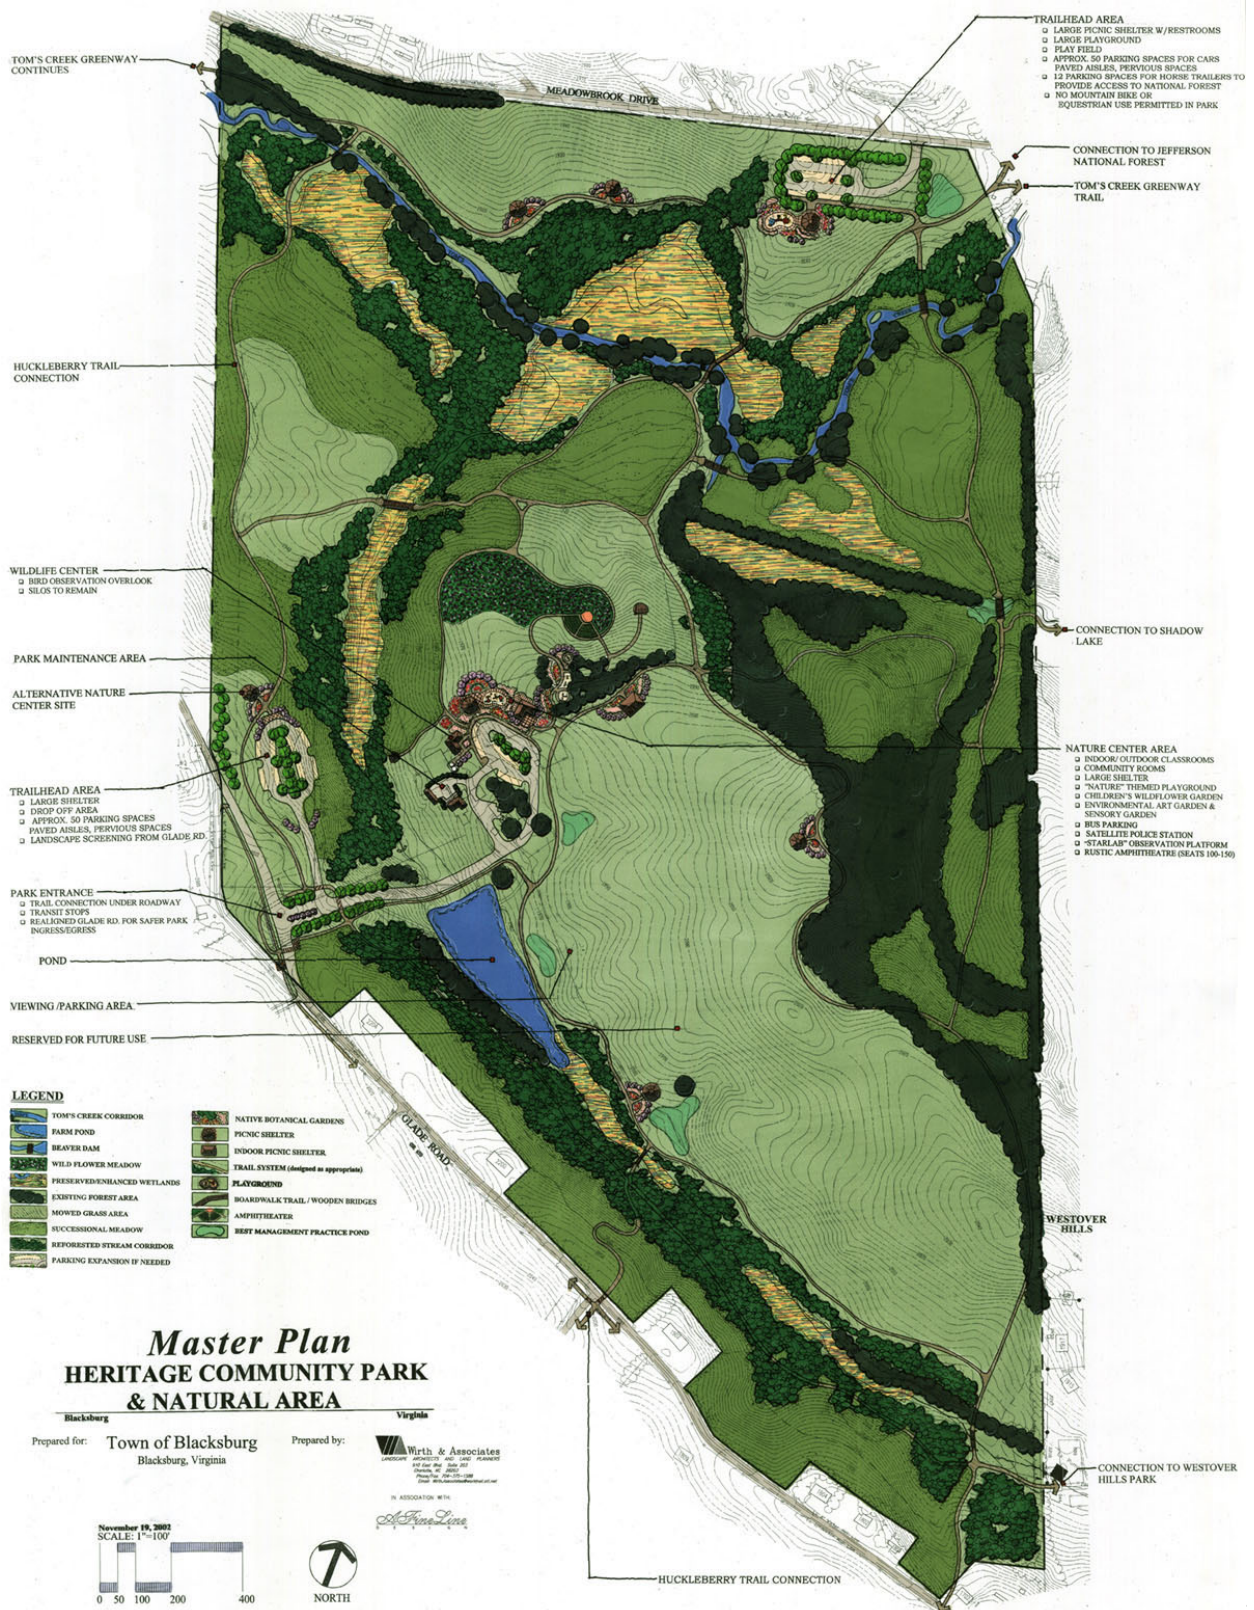 TOM'S CREEK GREENWAY
CONTINUES
HUCKLEBERRY TRAIL
CONNECTION
WILDLIFE CENTER
BIRD OBSERVATION OVERLOOK
SILOS TO REMAIN
PARK MAINTENANCE AREA
ALTERNATIVE NATURE
CENTER SITE
TRAILHEAD AREA
LARGE SHELTER
DROP OFF AREA
APPROX. 50 PARKING SPACES
PAVED AISLES, PERVIOUS SPACES
LANDSCAPE SCREENING FROM GLADE RD.
PARK ENTRANCE
TRAIL CONNECTION UNDER ROADWAY
TRANSIT STOPS
REALIGNED GLADE RD. FOR SAFER PARK
INGRESS/EGRESS
POND
VIEWING /PARKING AREA
RESERVED FOR FUTURE USE
MEADOWBROOK DRIVE
TRAILHEAD AREA
LARGE PICNIC SHELTER W/RESTROOMS
LARGE PLAYGROUND
PLAY FIELD
APPROX. 50 PARKING SPACES FOR CARS
PAVED AISLES, PERVIOUS SPACES
12 PARKING SPACES FOR HORSE TRAILERS TO
PROVIDE ACCESS TO NATIONAL FOREST
NO MOUNTAIN BIKE OR
EQUESTRIAN USE PERMITTED IN PARK
CONNECTION TO JEFFERSON
NATIONAL FOREST
TOM'S CREEK GREENWAY
TRAIL
CONNECTION TO SHADOW
LAKE
NATURE CENTER AREA
INDOOR/ OUTDOOR CLASSROOMS
COMMUNITY ROOMS
LARGE SHELTER
"NATURE" THEMED PLAYGROUND
CHILDREN'S WILDFLOWER GARDEN
ENVIRONMENTAL ART GARDEN &
SENSORY GARDEN
BUS PARKING
SATELLITE POLICE STATION
"STARLAB" OBSERVATION PLATFORM
RUSTIC AMPHITHEATRE (SEATS 100-150)
GLADE ROAD
WESTOVER
HILLS
CONNECTION TO WESTOVER
HILLS PARK
HUCKLEBERRY TRAIL CONNECTION
LEGEND
TOM'S CREEK CORRIDOR
FARM POND
BEAVER DAM
WILD FLOWER MEADOW
PRESERVED/ENHANCED WETLANDS
EXISTING FOREST AREA
MOWED GRASS AREA
SUCCESSIONAL MEADOW
REFORESTED STREAM CORRIDOR
PARKING EXPANSION IF NEEDED
NATIVE BOTANICAL GARDENS
PICNIC SHELTER
INDOOR PICNIC SHELTER
TRAIL SYSTEM (designed as appropriate)
PLAYGROUND
BOARDWALK TRAIL / WOODEN BRIDGES
AMPHITHEATER
BEST MANAGEMENT PRACTICE POND
Master Plan
HERITAGE COMMUNITY PARK
& NATURAL AREA
Blacksburg Virginia
Prepared for: Town of Blacksburg
Blacksburg, Virginia
Prepared by:
Wirth & Associates
LANDSCAPE ARCHITECTS AND LAND PLANNERS
IN ASSOCIATION WITH
A Fine Line
DESIGN
November 19, 2002
SCALE: 1"=100'
0 50 100 200 400
NORTH